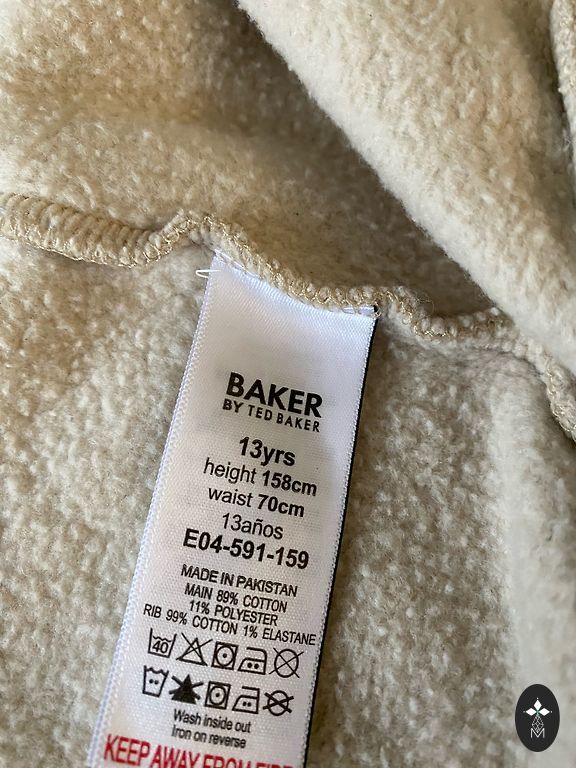 BAKER
BY TED BAKER
13yrs
height 158cm
waist 70cm
13años
E04-591-159
MADE IN PAKISTAN
MAIN 89% COTTON
11% POLYESTER
RIB 99% COTTON 1% ELASTANE
40
Wash inside out
Iron on reverse
KEEP AWAY FROM FIRE
M